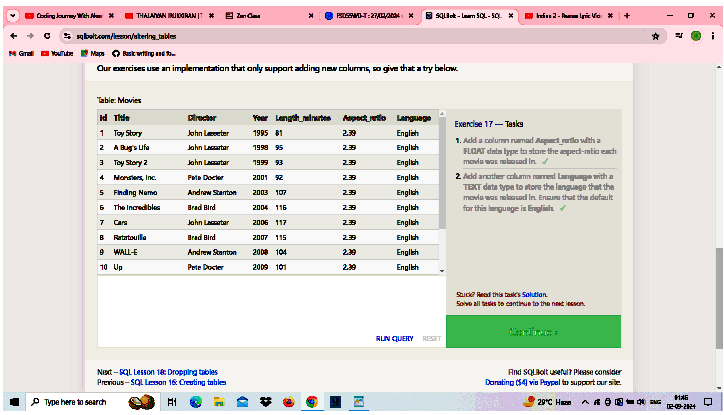 Coding Journey With Akas
THALAIVAN IRUKKIRAN | T
Zen Class
FSD55WD-T : 27/02/2024
SQLBolt - Learn SQL - SQL
Indian 2 - Paaraa Lyric Vide
sqlbolt.com/lesson/altering_tables
Gmail YouTube Maps Basic writing and fo...
Our exercises use an implementation that only support adding new columns, so give that a try below.
Table: Movies
Id Title Director Year Length_minutes Aspect_ratio Language
1 Toy Story John Lasseter 1995 81 2.39 English
2 A Bug's Life John Lasseter 1998 95 2.39 English
3 Toy Story 2 John Lasseter 1999 93 2.39 English
4 Monsters, Inc. Pete Docter 2001 92 2.39 English
5 Finding Nemo Andrew Stanton 2003 107 2.39 English
6 The Incredibles Brad Bird 2004 116 2.39 English
7 Cars John Lasseter 2006 117 2.39 English
8 Ratatouille Brad Bird 2007 115 2.39 English
9 WALL-E Andrew Stanton 2008 104 2.39 English
10 Up Pete Docter 2009 101 2.39 English
Exercise 17 — Tasks
1. Add a column named Aspect_ratio with a
FLOAT data type to store the aspect-ratio each
movie was released in. ✓
2. Add another column named Language with a
TEXT data type to store the language that the
movie was released in. Ensure that the default
for this language is English. ✓
Stuck? Read this task's Solution.
Solve all tasks to continue to the next lesson.
RUN QUERY RESET
Continue ›
Next – SQL Lesson 18: Dropping tables
Previous – SQL Lesson 16: Creating tables
Find SQLBolt useful? Please consider
Donating ($4) via Paypal to support our site.
Type here to search
29°C Haze
ENG
01:46
02-09-2024